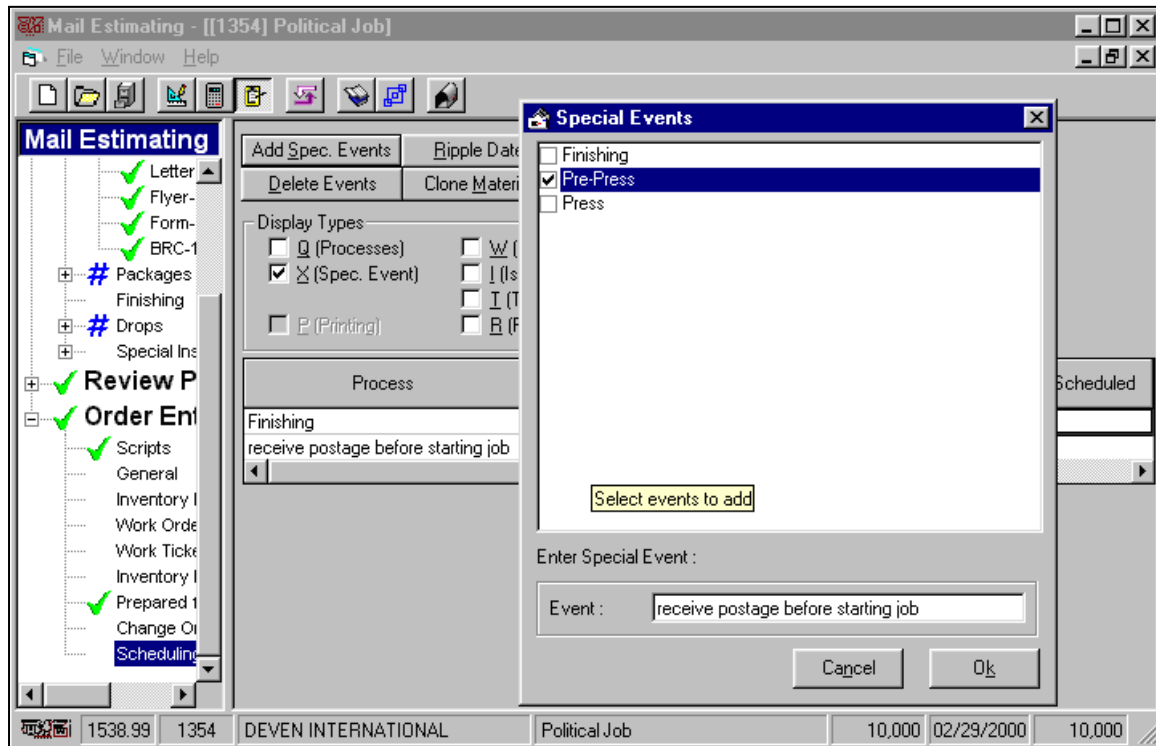 Mail Estimating - [[1354] Political Job]
File Window Help
Mail Estimating
Letter
Flyer-
Form-
BRC-1
# Packages
Finishing
# Drops
Special Ins
Review P
Order Ent
Scripts
General
Inventory I
Work Orde
Work Ticke
Inventory I
Prepared t
Change Or
Scheduling
Add Spec. Events
Ripple Date
Delete Events
Clone Materi
Display Types
Q (Processes)
W (
X (Spec. Event)
I (Is
T (T
P (Printing)
R (F
Process
Scheduled
Finishing
receive postage before starting job
Special Events
Finishing
Pre-Press
Press
Select events to add
Enter Special Event :
Event : receive postage before starting job
Cancel Ok
1538.99 1354 DEVEN INTERNATIONAL Political Job 10,000 02/29/2000 10,000